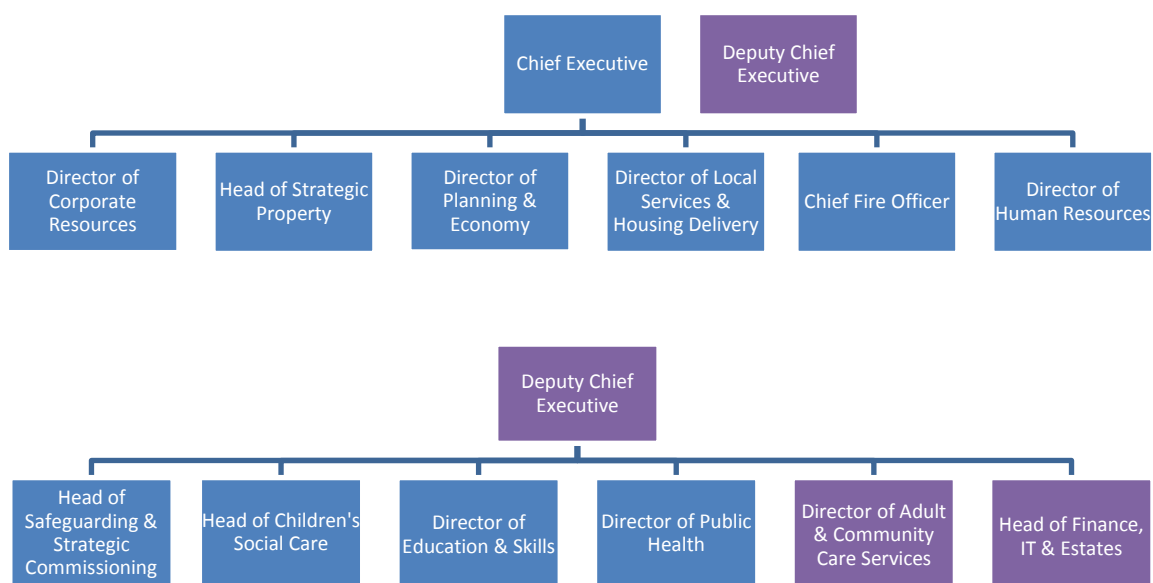 Chief Executive
Deputy Chief
Executive
Director of
Corporate
Resources
Head of Strategic
Property
Director of
Planning &
Economy
Director of Local
Services &
Housing Delivery
Chief Fire Officer
Director of
Human Resources
Deputy Chief
Executive
Head of
Safeguarding &
Strategic
Commissioning
Head of Children's
Social Care
Director of
Education & Skills
Director of Public
Health
Director of Adult
& Community
Care Services
Head of Finance,
IT & Estates